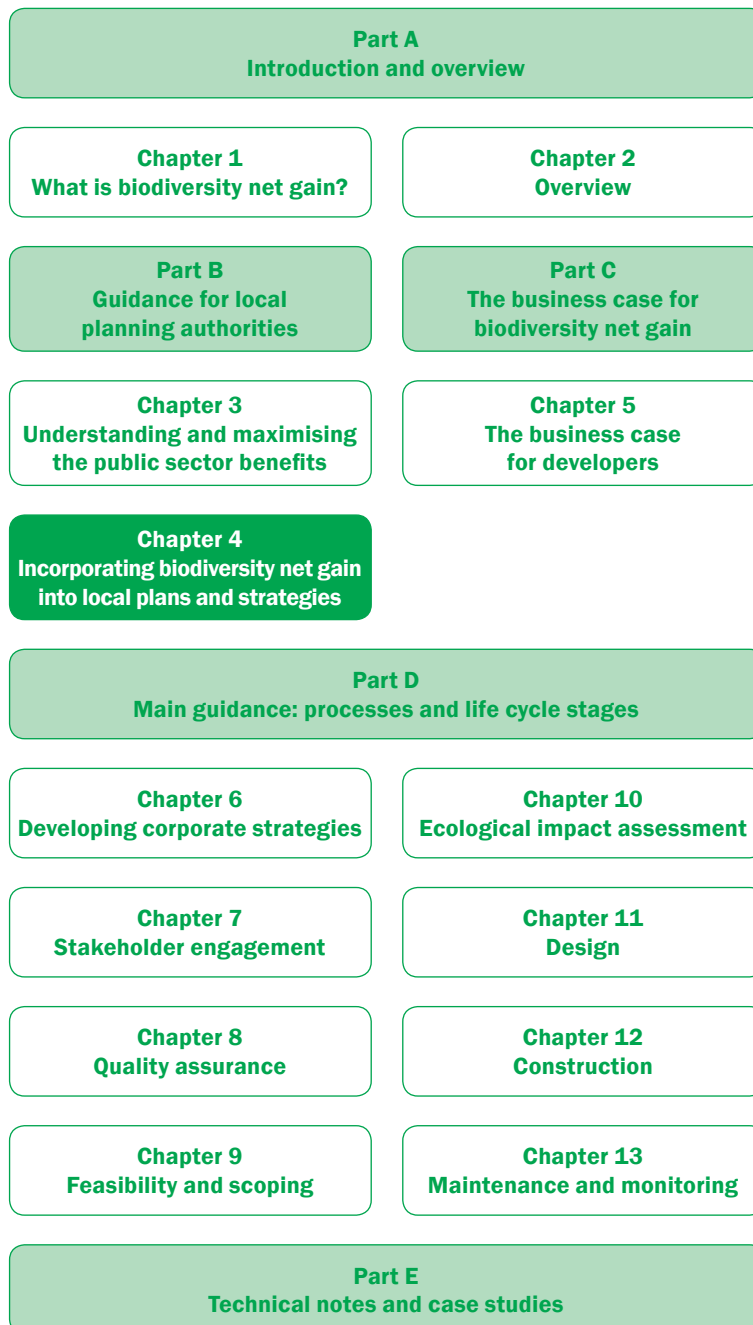 Part A
Introduction and overview
Chapter 1
What is biodiversity net gain?
Chapter 2
Overview
Part B
Guidance for local
planning authorities
Part C
The business case for
biodiversity net gain
Chapter 3
Understanding and maximising
the public sector benefits
Chapter 5
The business case
for developers
Chapter 4
Incorporating biodiversity net gain
into local plans and strategies
Part D
Main guidance: processes and life cycle stages
Chapter 6
Developing corporate strategies
Chapter 10
Ecological impact assessment
Chapter 7
Stakeholder engagement
Chapter 11
Design
Chapter 8
Quality assurance
Chapter 12
Construction
Chapter 9
Feasibility and scoping
Chapter 13
Maintenance and monitoring
Part E
Technical notes and case studies